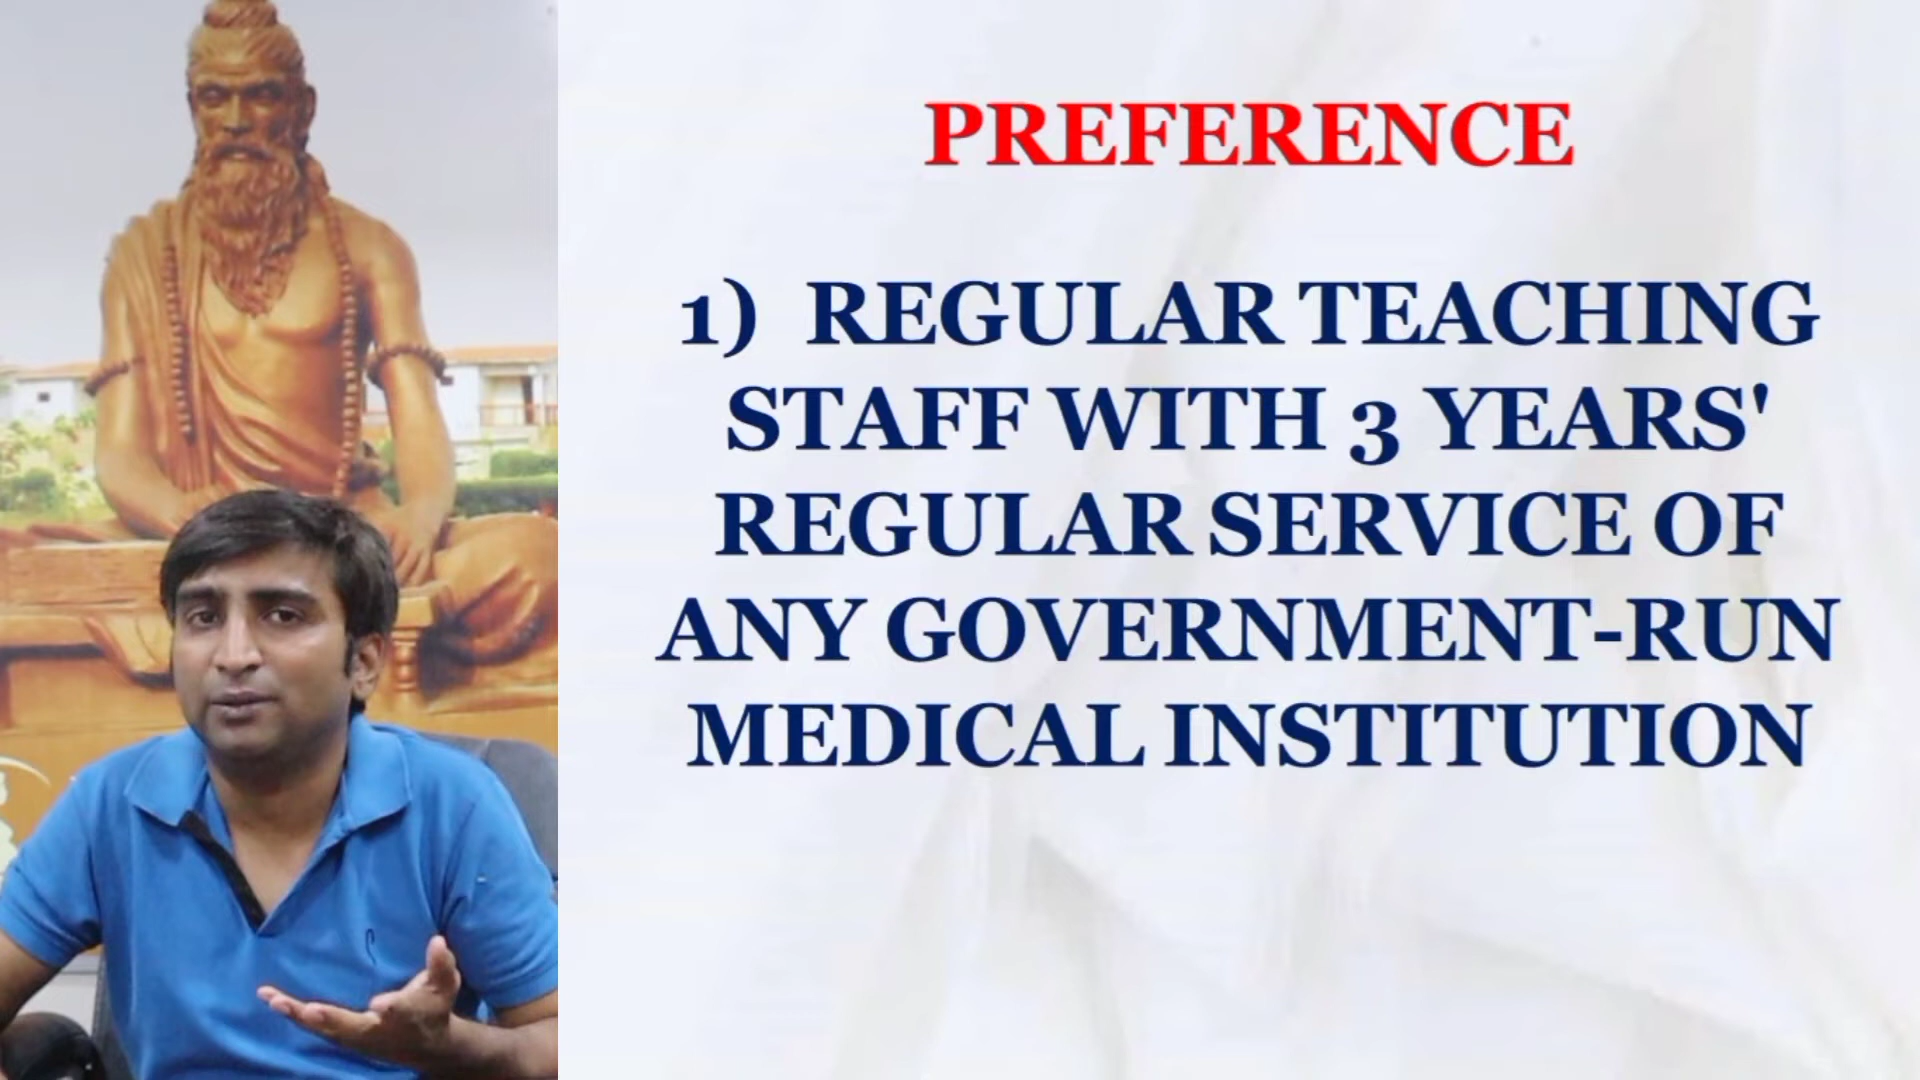 PREFERENCE
1) REGULAR TEACHING
STAFF WITH 3 YEARS'
REGULAR SERVICE OF
ANY GOVERNMENT-RUN
MEDICAL INSTITUTION